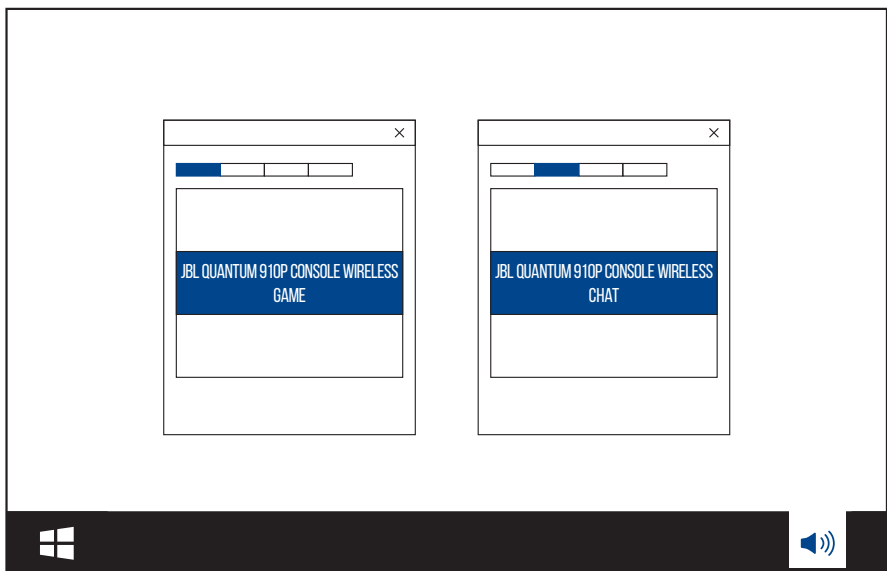 JBL QUANTUM 910P CONSOLE WIRELESS
GAME
JBL QUANTUM 910P CONSOLE WIRELESS
CHAT